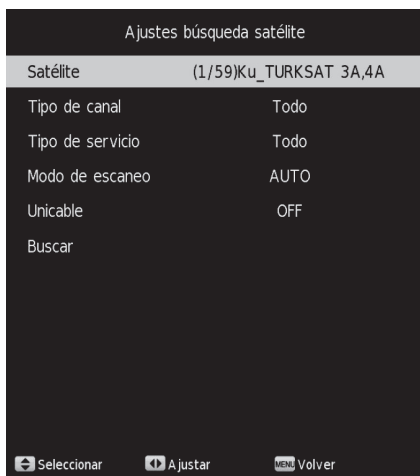 Ajustes búsqueda satélite
Satélite (1/59)Ku_TURKSAT 3A,4A
Tipo de canal Todo
Tipo de servicio Todo
Modo de escaneo AUTO
Unicable OFF
Buscar
Seleccionar Ajustar MENU Volver